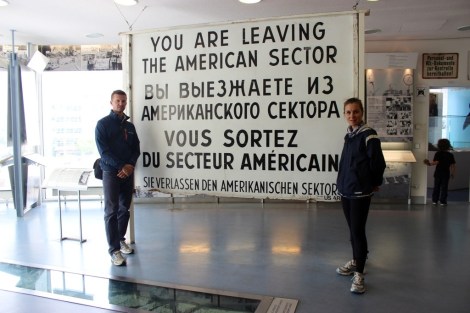 YOU ARE LEAVING
THE AMERICAN SECTOR
ВЫ ВЫЕЗЖАЕТЕ ИЗ
АМЕРИКАНСКОГО СЕКТОРА
VOUS SORTEZ
DU SECTEUR AMÉRICAIN
SIE VERLASSEN DEN AMERIKANISCHEN SEKTOR
US